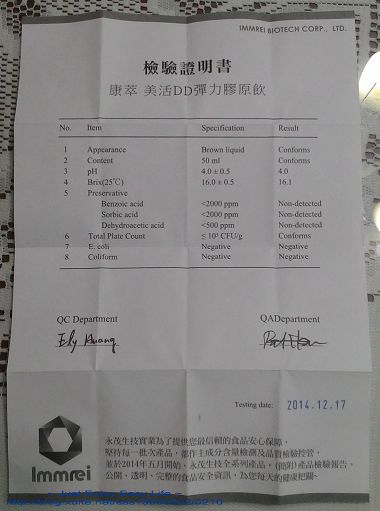 IMMREI BIOTECH CORP., LTD.
檢驗證明書
康萃 美活DD彈力膠原飲
No. Item Specification Result
1 Appearance Brown liquid Conforms
2 Content 50 ml Conforms
3 pH 4.0 ± 0.5 4.0
4 Brix(25℃) 16.0 ± 0.5 16.1
5 Preservative
Benzoic acid <2000 ppm Non-detected
Sorbic acid <2000 ppm Non-detected
Dehydroacetic acid <500 ppm Non-detected
6 Total Plate Count ≤ 10³ CFU/g Conforms
7 E. coli Negative Negative
8 Coliform Negative Negative
QC Department QADepartment
Ely Huang
Testing date: 2014.12.17
永茂生技實業為了提供您最信賴的食品安心保障，
堅持每一批次產品，都作主成分含量檢測及品質檢驗控管，
並於2014年五月開始，永茂生技全系列產品，(附)產品檢驗報告，
公開、透明、完整的食品安全資訊，為您每天的健康把關~
Immrei
Just Enjoy Easy Life